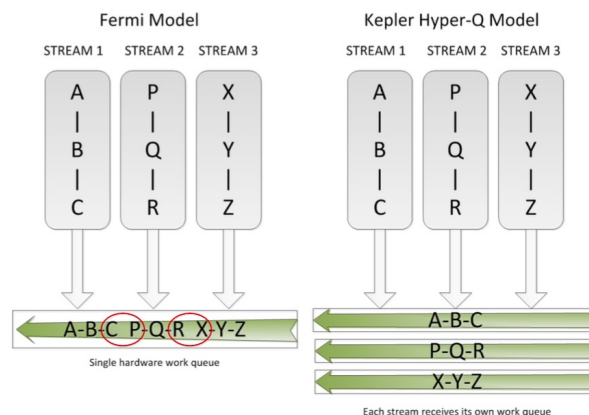 Fermi Model
STREAM 1 STREAM 2 STREAM 3
A P X
| | |
B Q Y
| | |
C R Z
A-B-C P-Q-R X-Y-Z
Single hardware work queue
Kepler Hyper-Q Model
STREAM 1 STREAM 2 STREAM 3
A P X
| | |
B Q Y
| | |
C R Z
A-B-C
P-Q-R
X-Y-Z
Each stream receives its own work queue